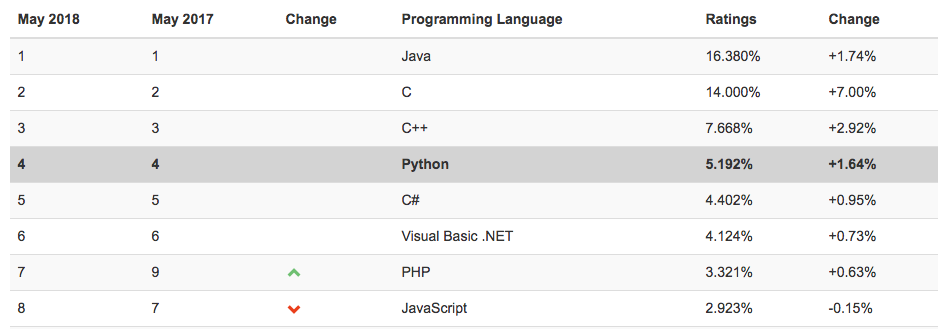 May 2018 May 2017 Change Programming Language Ratings Change
1 1 Java 16.380% +1.74%
2 2 C 14.000% +7.00%
3 3 C++ 7.668% +2.92%
4 4 Python 5.192% +1.64%
5 5 C# 4.402% +0.95%
6 6 Visual Basic .NET 4.124% +0.73%
7 9 PHP 3.321% +0.63%
8 7 JavaScript 2.923% -0.15%